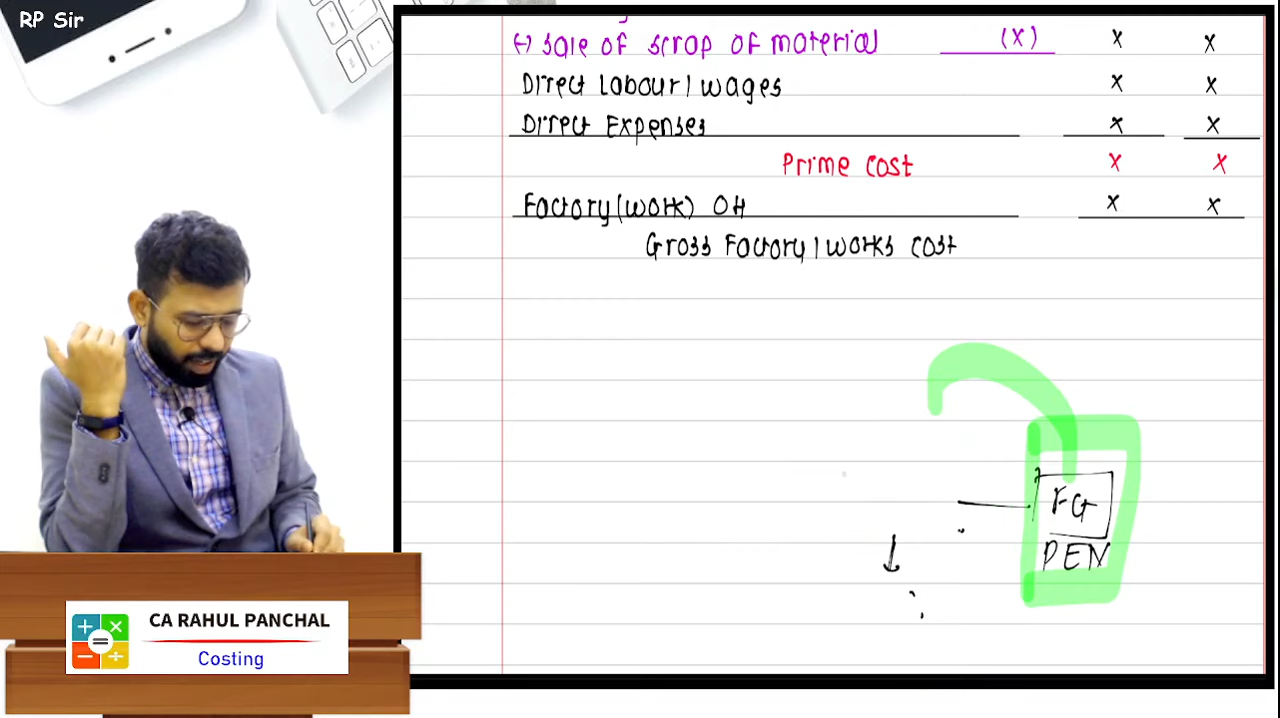 RP Sir
(-) Sale of scrap of material (x) x x
Direct Labour/wages x x
Direct Expenses x x
Prime cost x x
Factory(work) OH x x
Gross Factory/works cost
FG
PEN
CA RAHUL PANCHAL
Costing